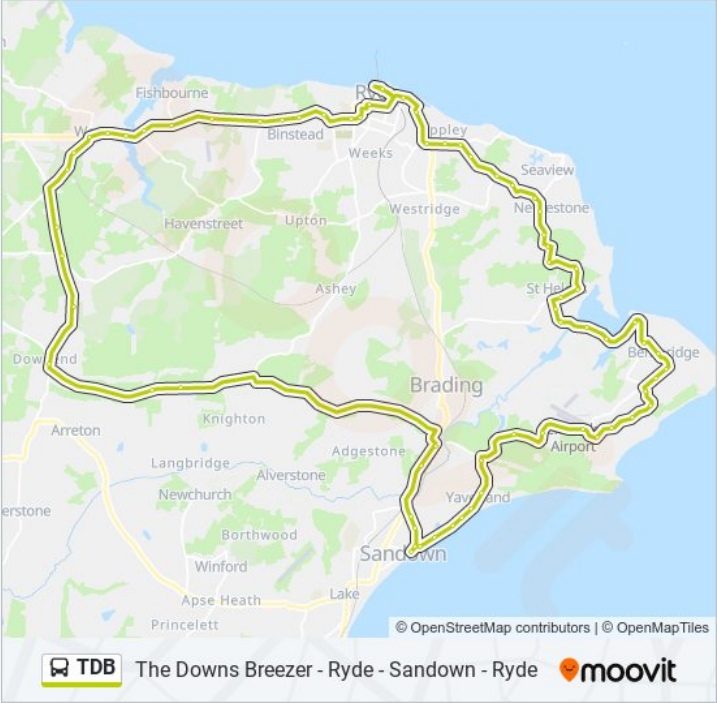 Fishbourne
Binstead
Weeks
Seaview
Westridge
Havenstreet
Upton
Ashey
Brading
Knighton
Arreton
Adgestone
Airport
Langbridge
Alverstone
Newchurch
Borthwood
Sandown
Winford
Lake
Apse Heath
Princelett
© OpenStreetMap contributors | © OpenMapTiles
TDB The Downs Breezer - Ryde - Sandown - Ryde moovit